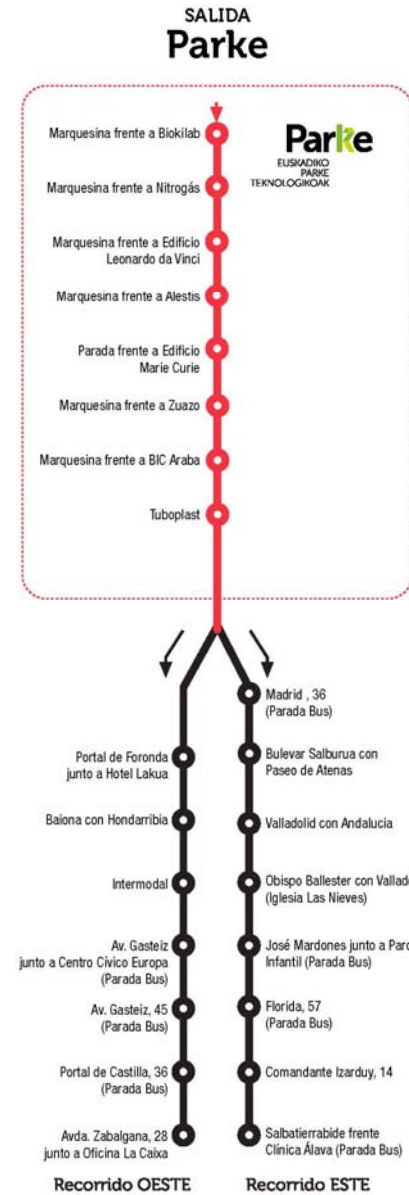 SALIDA
Parke
Parke
EUSKADIKO
PARKE
TEKNOLOGIKOAK
Marquesina frente a Biokilab
Marquesina frente a Nitrogás
Marquesina frente a Edificio
Leonardo da Vinci
Marquesina frente a Alestis
Parada frente a Edificio
Marie Curie
Marquesina frente a Zuazo
Marquesina frente a BIC Araba
Tuboplast
Portal de Foronda
junto a Hotel Lakua
Baiona con Hondarribia
Intermodal
Av. Gasteiz
junto a Centro Cívico Europa
(Parada Bus)
Av. Gasteiz, 45
(Parada Bus)
Portal de Castilla, 36
(Parada Bus)
Avda. Zabalgana, 28
junto a Oficina La Caixa
Recorrido OESTE
Madrid , 36
(Parada Bus)
Bulevar Salburua con
Paseo de Atenas
Valladolid con Andalucia
Obispo Ballester con
(Iglesia Las Nieves)
José Mardones junto a
Infantil (Parada Bus)
Florida, 57
(Parada Bus)
Comandante Izarduy, 14
Salbatierrabide frente
Clínica Álava (Parada Bus)
Recorrido ESTE